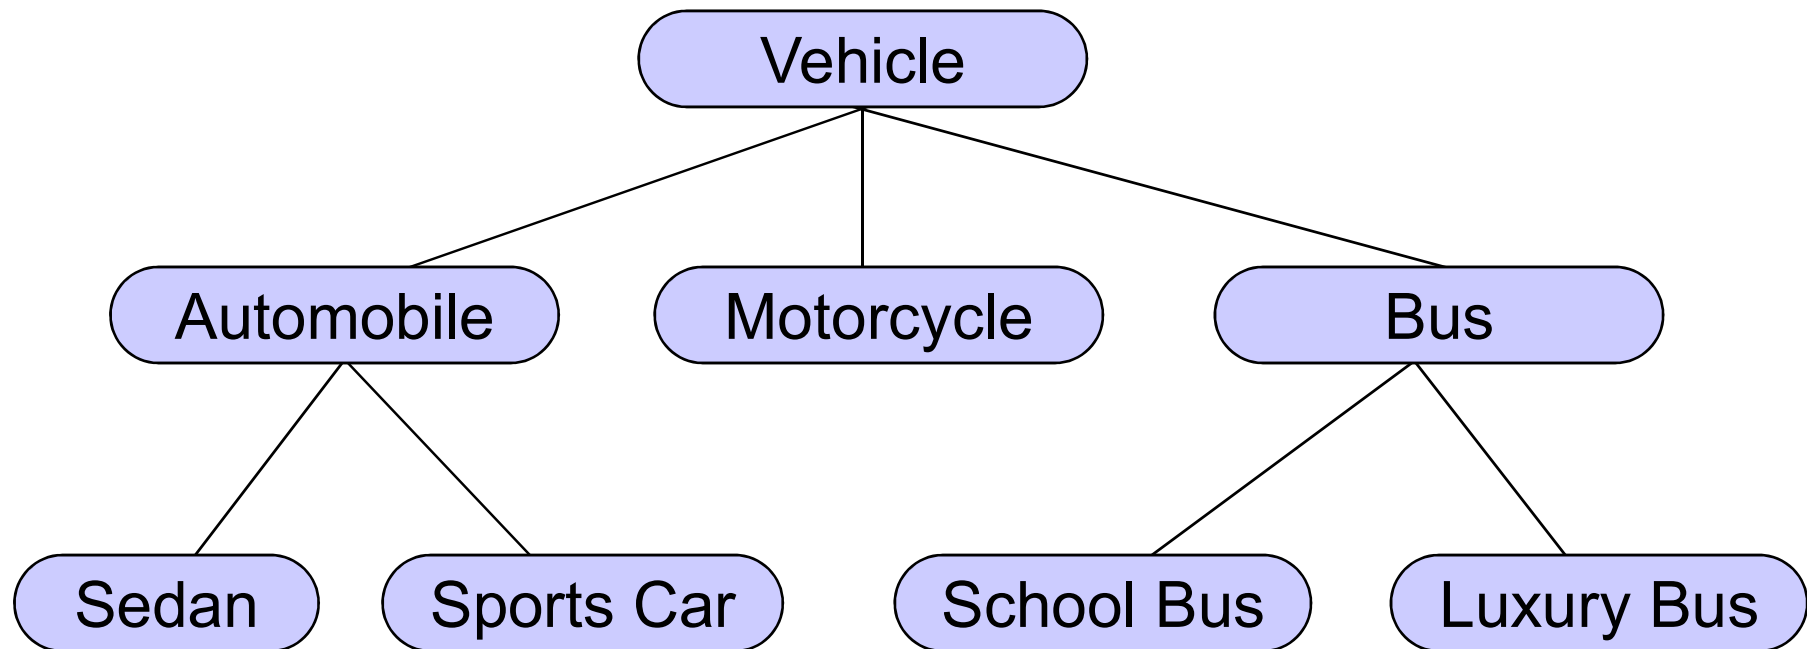 Vehicle
Automobile
Motorcycle
Bus
Sedan
Sports Car
School Bus
Luxury Bus